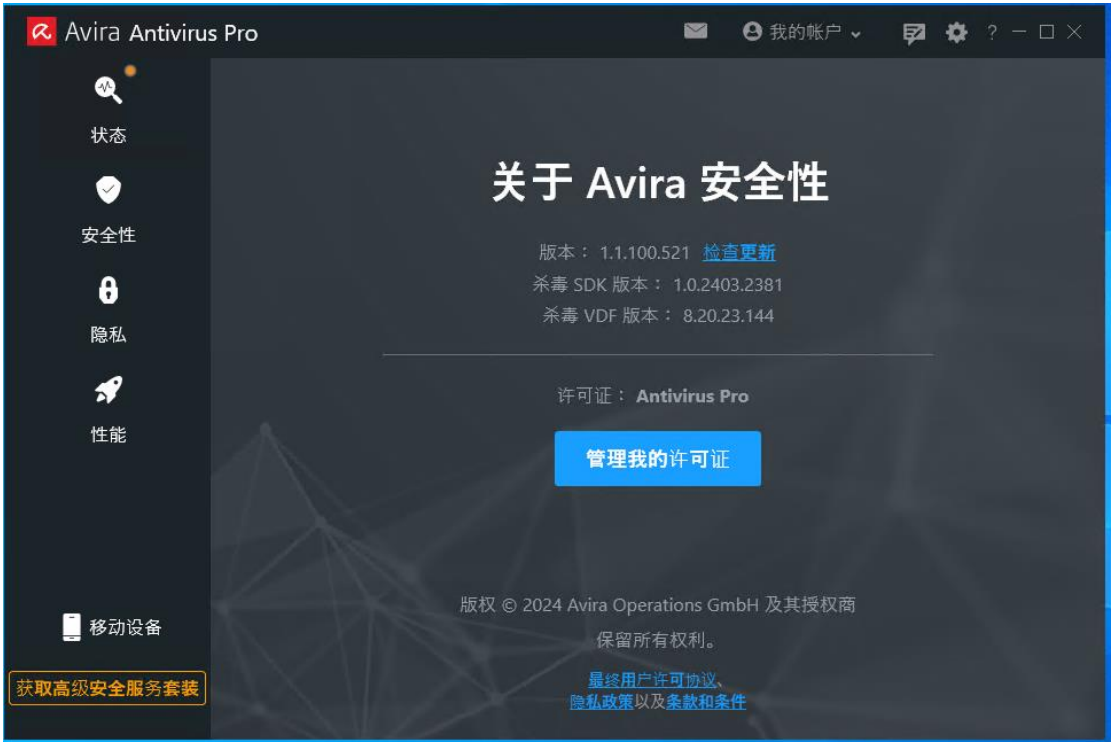 Avira Antivirus Pro
我的帐户
?
状态
安全性
隐私
性能
移动设备
获取高级安全服务套装
关于 Avira 安全性
版本： 1.1.100.521 检查更新
杀毒 SDK 版本： 1.0.2403.2381
杀毒 VDF 版本： 8.20.23.144
许可证： Antivirus Pro
管理我的许可证
版权 © 2024 Avira Operations GmbH 及其授权商
保留所有权利。
最终用户许可协议、
隐私政策以及条款和条件